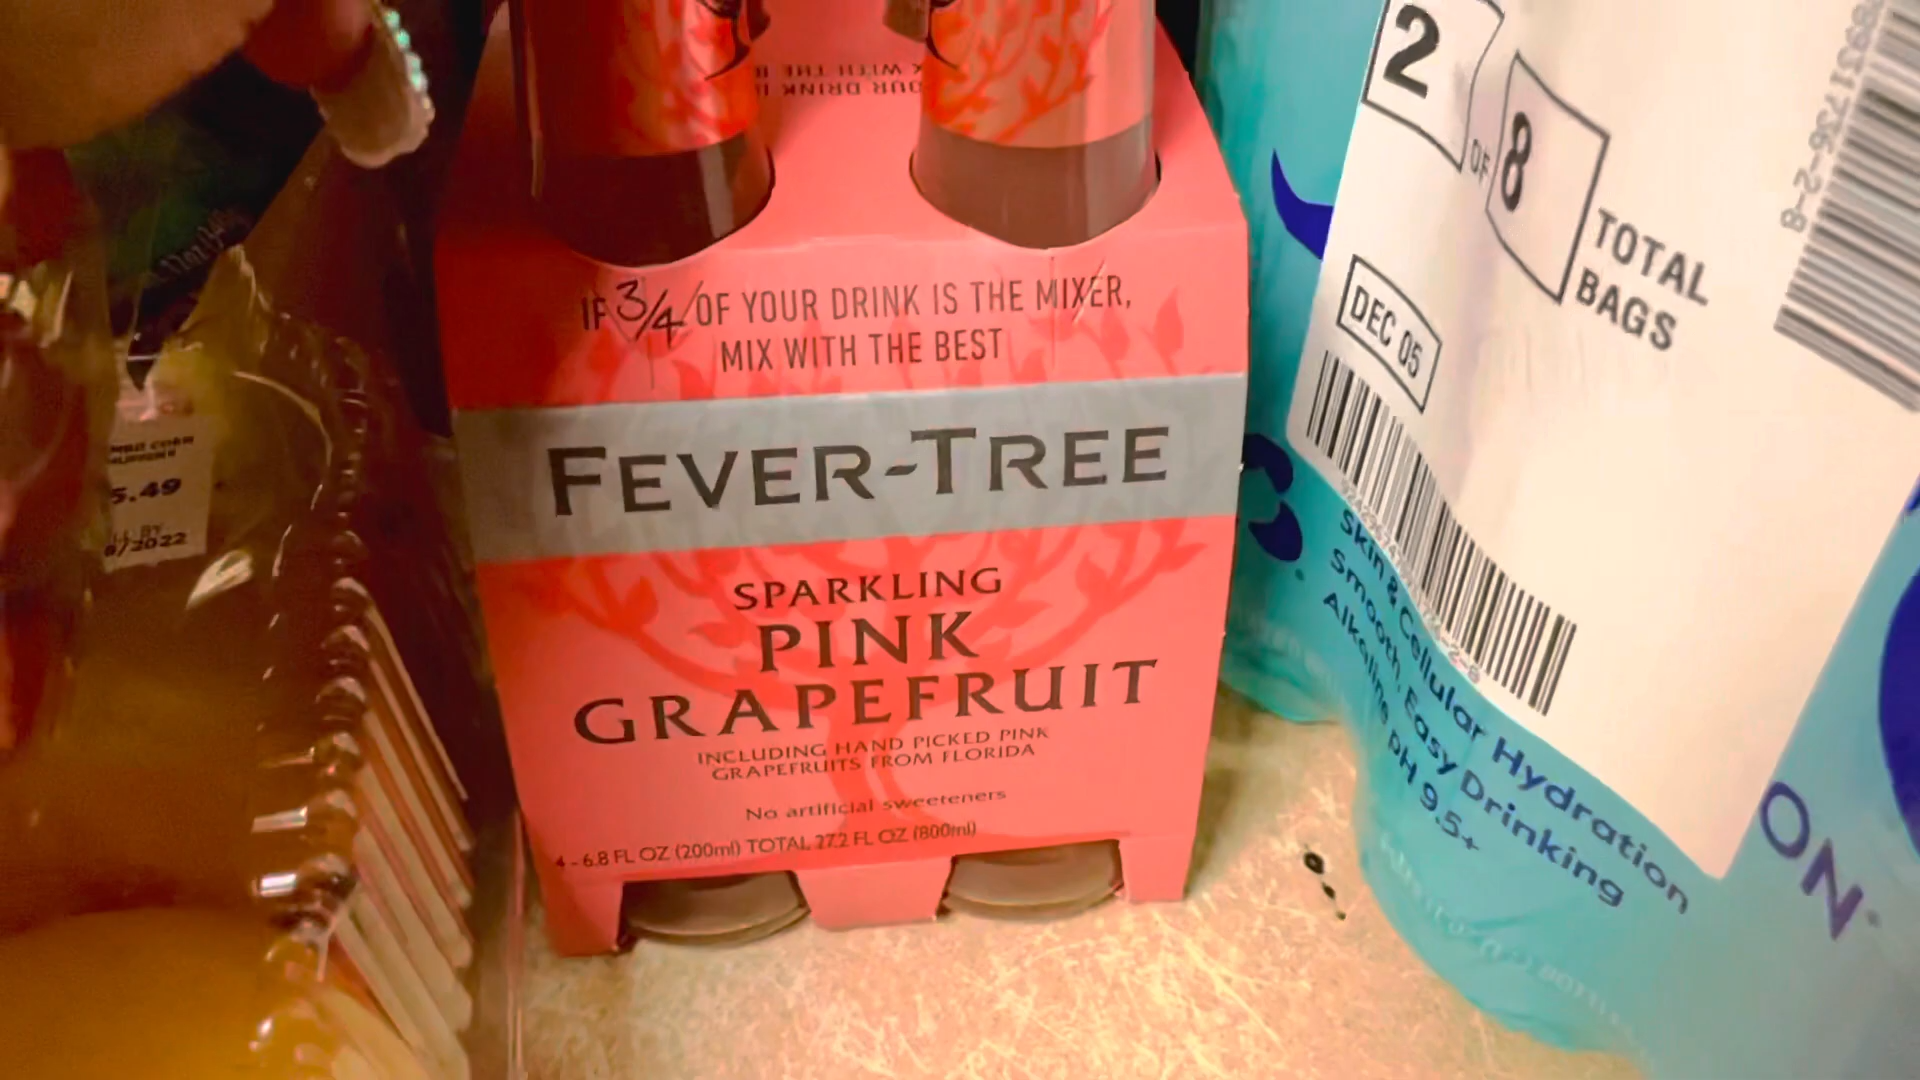 IF 3/4 OF YOUR DRINK IS THE MIXER,
MIX WITH THE BEST
FEVER-TREE
SPARKLING
PINK
GRAPEFRUIT
INCLUDING HAND PICKED PINK
GRAPEFRUITS FROM FLORIDA
No artificial sweeteners
4 - 6.8 FL OZ (200ml) TOTAL 27.2 FL OZ (800ml)
5.49
8/2022
2 OF 8
TOTAL
BAGS
DEC 05
Skin & Cellular Hydration
Smooth, Easy Drinking
Alkaline pH 9.5+
ON